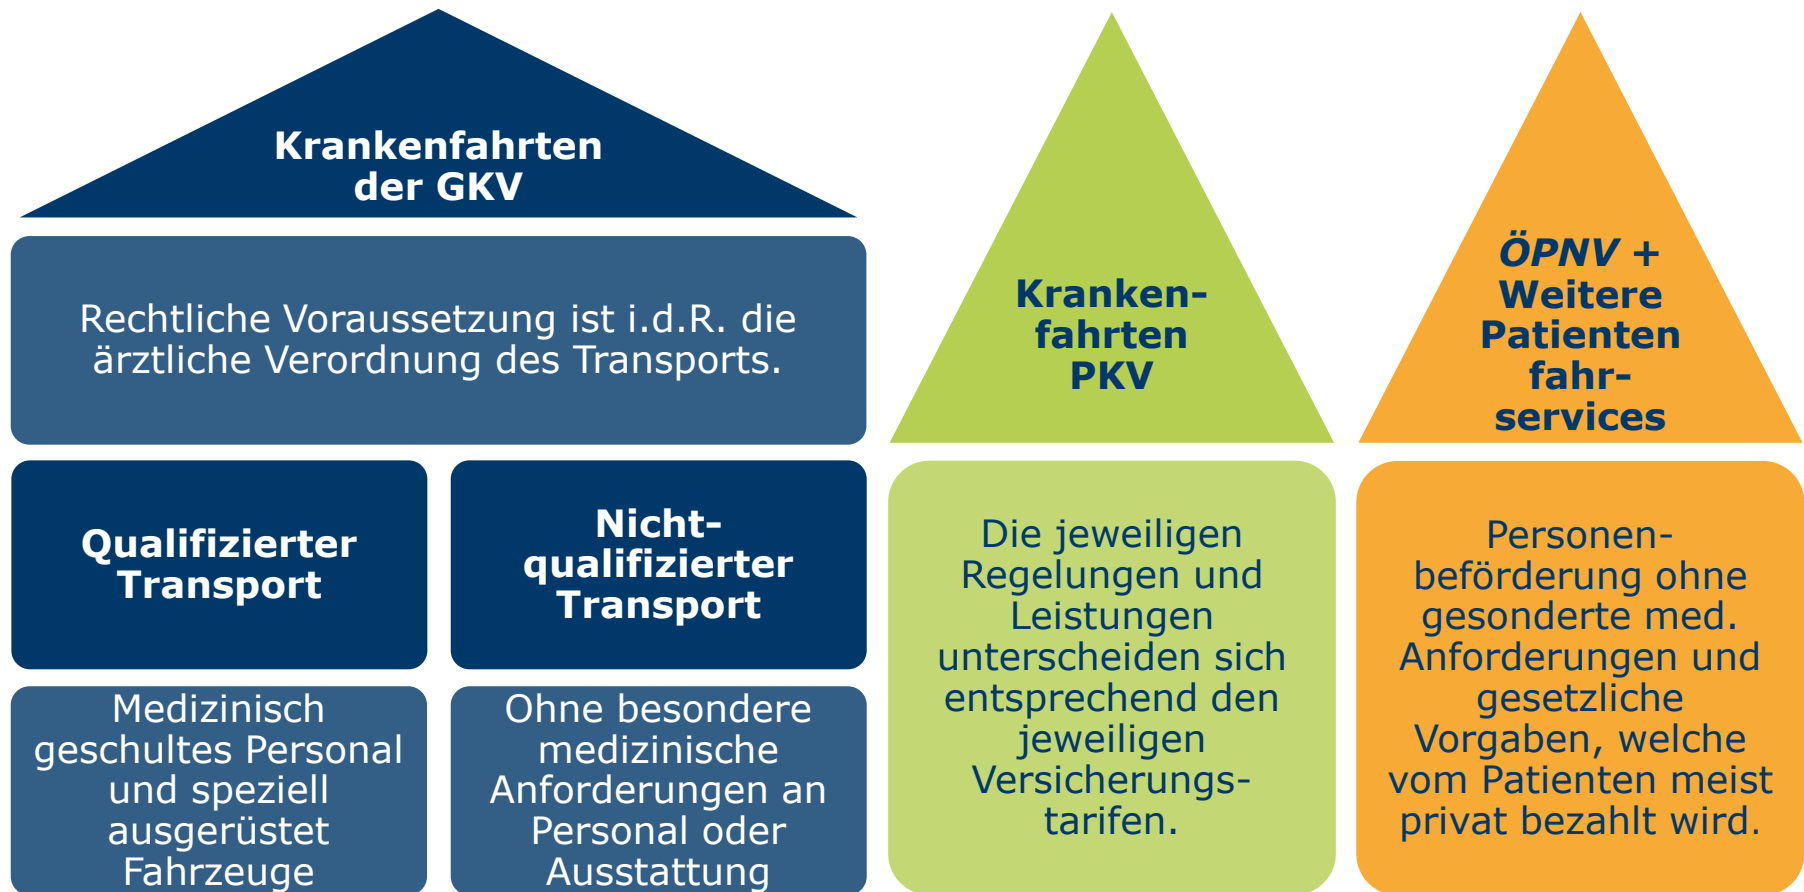 Krankenfahrten
der GKV
Rechtliche Voraussetzung ist i.d.R. die
ärztliche Verordnung des Transports.
Qualifizierter
Transport
Nicht-
qualifizierter
Transport
Medizinisch
geschultes Personal
und speziell
ausgerüstet
Fahrzeuge
Ohne besondere
medizinische
Anforderungen an
Personal oder
Ausstattung
Kranken-
fahrten
PKV
Die jeweiligen
Regelungen und
Leistungen
unterscheiden sich
entsprechend den
jeweiligen
Versicherungs-
tarifen.
ÖPNV +
Weitere
Patienten
fahr-
services
Personen-
beförderung ohne
gesonderte med.
Anforderungen und
gesetzliche
Vorgaben, welche
vom Patienten meist
privat bezahlt wird.